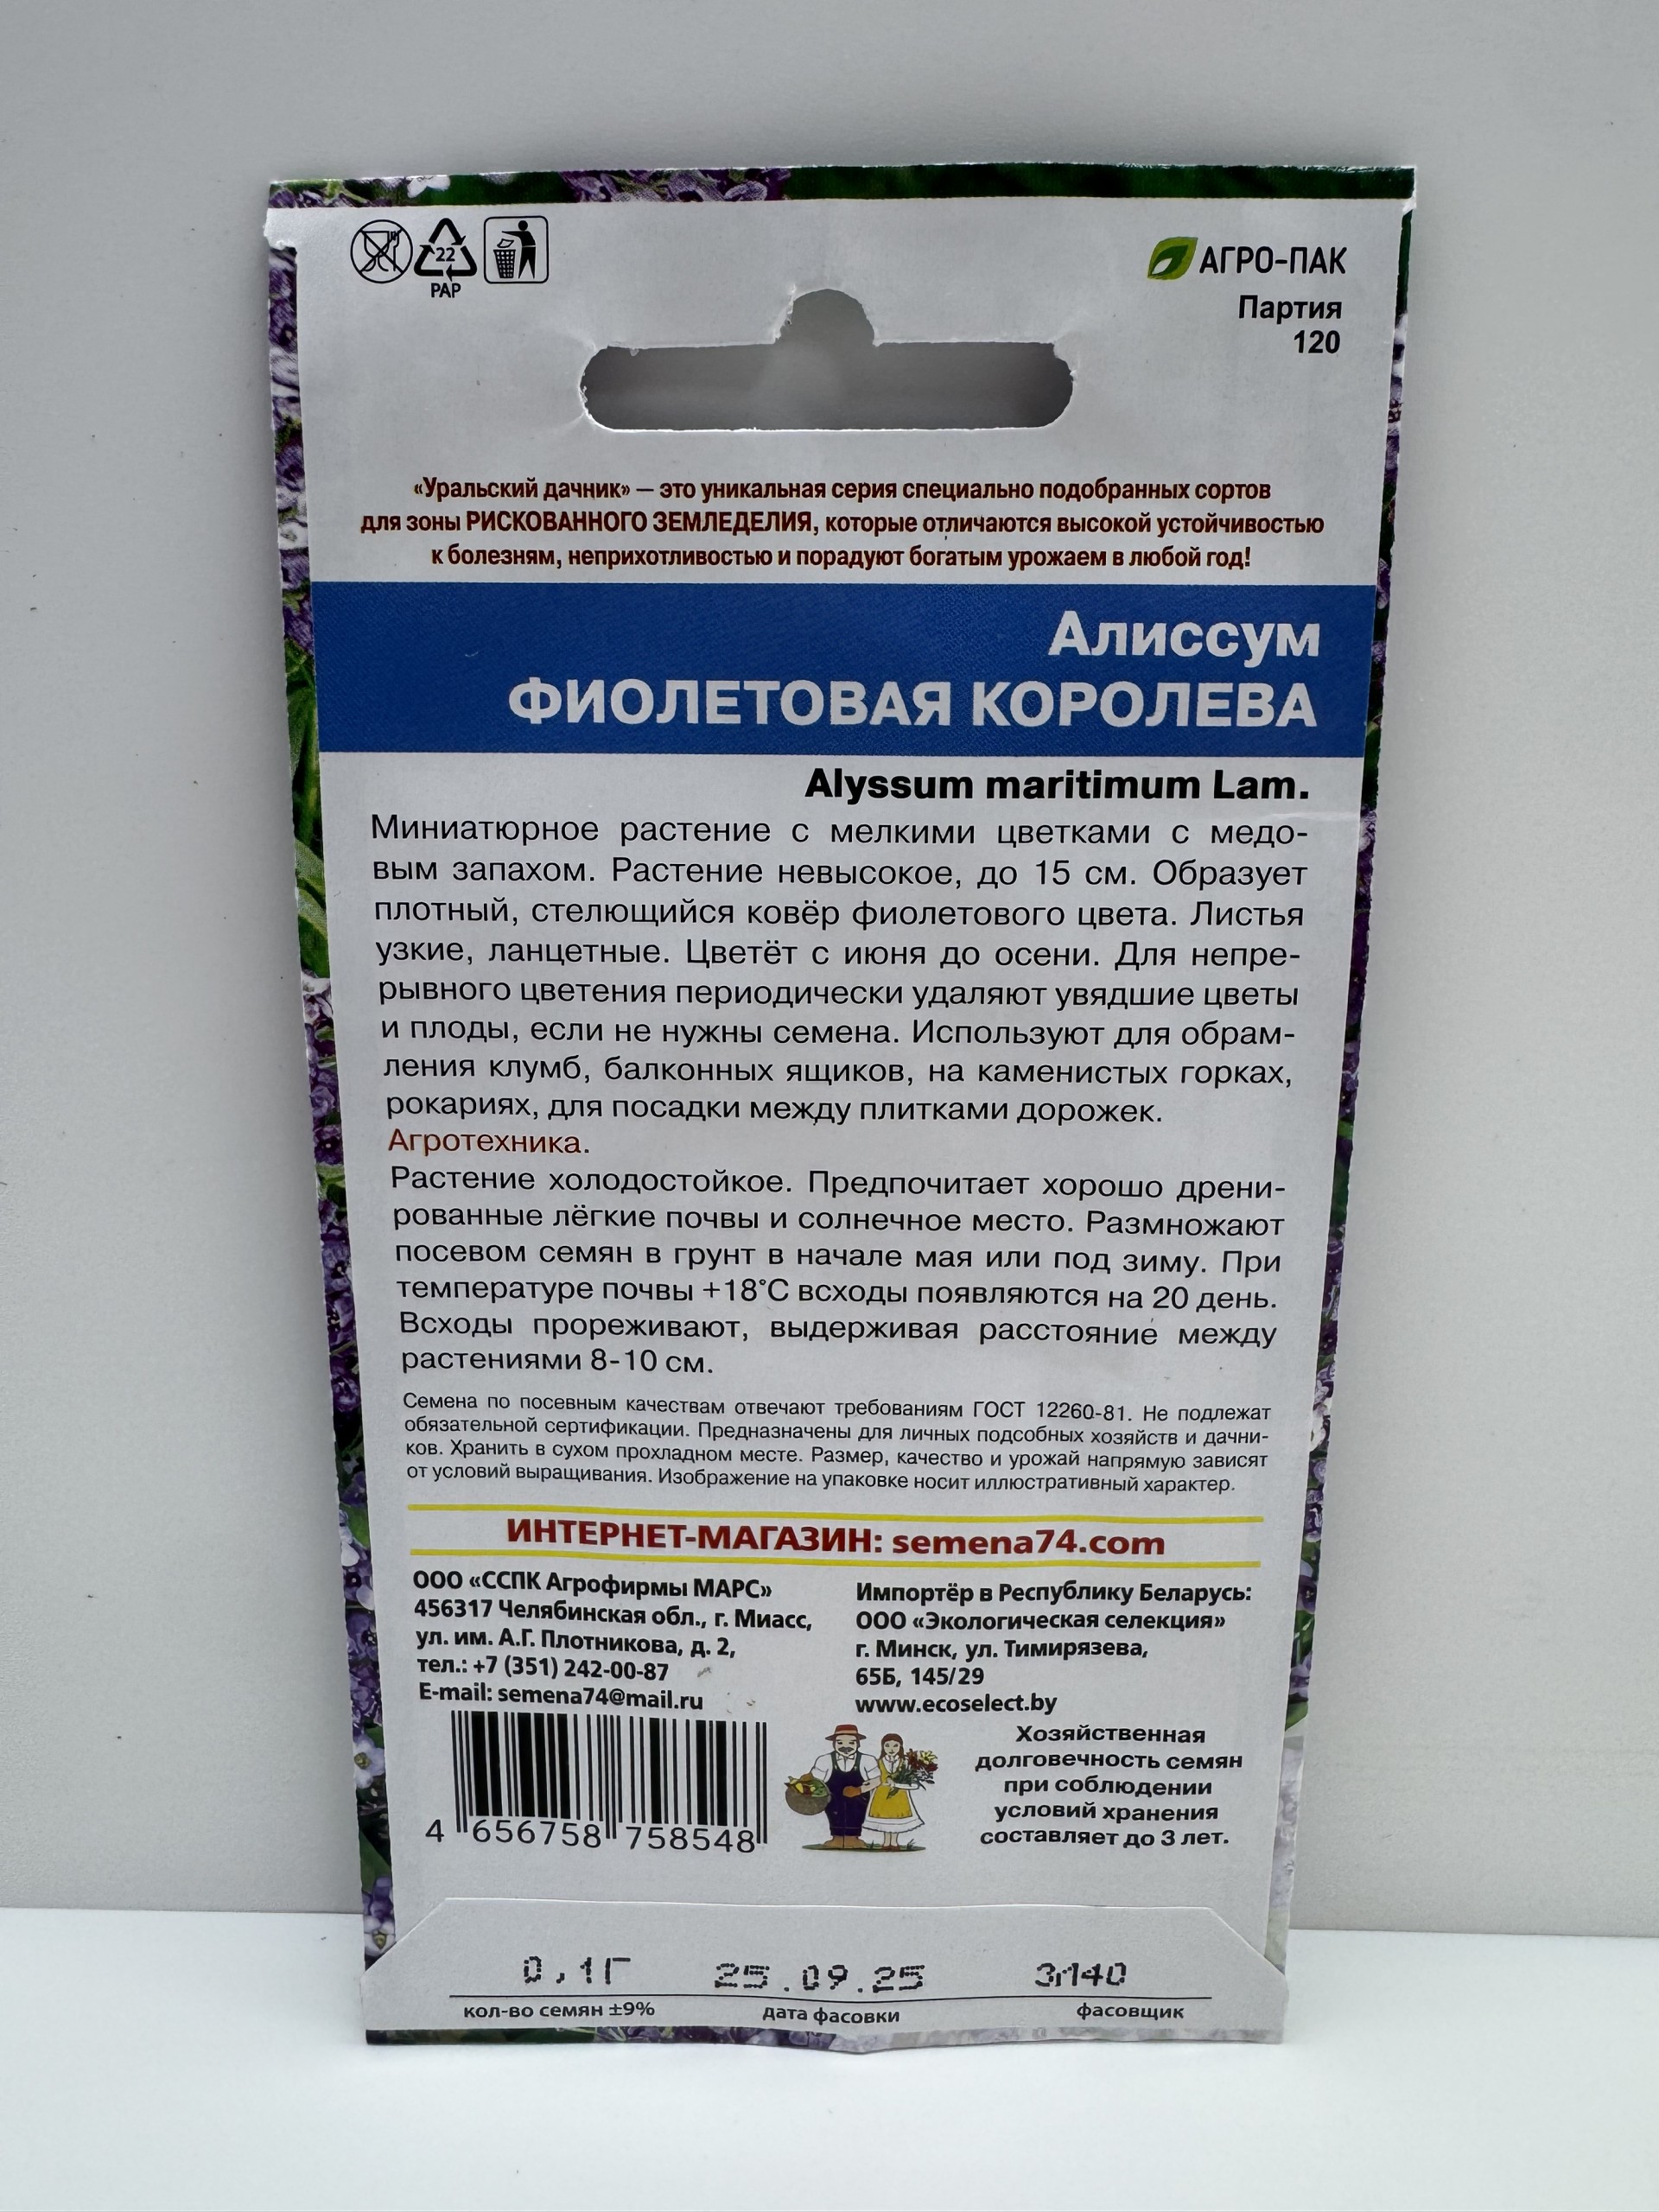 22
PAP
АГРО-ПАК
Партия
120
«Уральский дачник» — это уникальная серия специально подобранных сортов
для зоны РИСКОВАННОГО ЗЕМЛЕДЕЛИЯ, которые отличаются высокой устойчивостью
к болезням, неприхотливостью и порадуют богатым урожаем в любой год!
Алиссум
ФИОЛЕТОВАЯ КОРОЛЕВА
Alyssum maritimum Lam.
Миниатюрное растение с мелкими цветками с медо-
вым запахом. Растение невысокое, до 15 см. Образует
плотный, стелющийся ковёр фиолетового цвета. Листья
узкие, ланцетные. Цветёт с июня до осени. Для непре-
рывного цветения периодически удаляют увядшие цветы
и плоды, если не нужны семена. Используют для обрам-
ления клумб, балконных ящиков, на каменистых горках,
рокариях, для посадки между плитками дорожек.
Агротехника.
Растение холодостойкое. Предпочитает хорошо дрени-
рованные лёгкие почвы и солнечное место. Размножают
посевом семян в грунт в начале мая или под зиму. При
температуре почвы +18°С всходы появляются на 20 день.
Всходы прореживают, выдерживая расстояние между
растениями 8-10 см.
Семена по посевным качествам отвечают требованиям ГОСТ 12260-81. Не подлежат
обязательной сертификации. Предназначены для личных подсобных хозяйств и дачни-
ков. Хранить в сухом прохладном месте. Размер, качество и урожай напрямую зависят
от условий выращивания. Изображение на упаковке носит иллюстративный характер.
ИНТЕРНЕТ-МАГАЗИН: semena74.com
ООО «ССПК Агрофирмы МАРС»
456317 Челябинская обл., г. Миасс,
ул. им. А.Г. Плотникова, д. 2,
тел.: +7 (351) 242-00-87
E-mail: semena74@mail.ru
Импортёр в Республику Беларусь:
ООО «Экологическая селекция»
г. Минск, ул. Тимирязева,
65Б, 145/29
www.ecoselect.by
4 656758 758548
Хозяйственная
долговечность семян
при соблюдении
условий хранения
составляет до 3 лет.
0,1Г 25.09.25
кол-во семян ±9% дата фасовки фасовщик